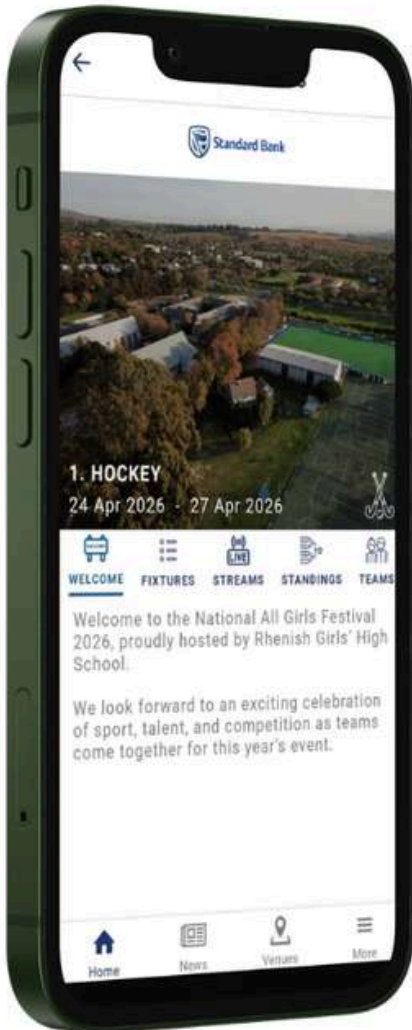 Standard Bank
1. HOCKEY
24 Apr 2026 - 27 Apr 2026
WELCOME FIXTURES STREAMS STANDINGS TEAMS
LIVE
Welcome to the National All Girls Festival
2026, proudly hosted by Rhenish Girls' High
School.
We look forward to an exciting celebration
of sport, talent, and competition as teams
come together for this year's event.
Home News Venues More